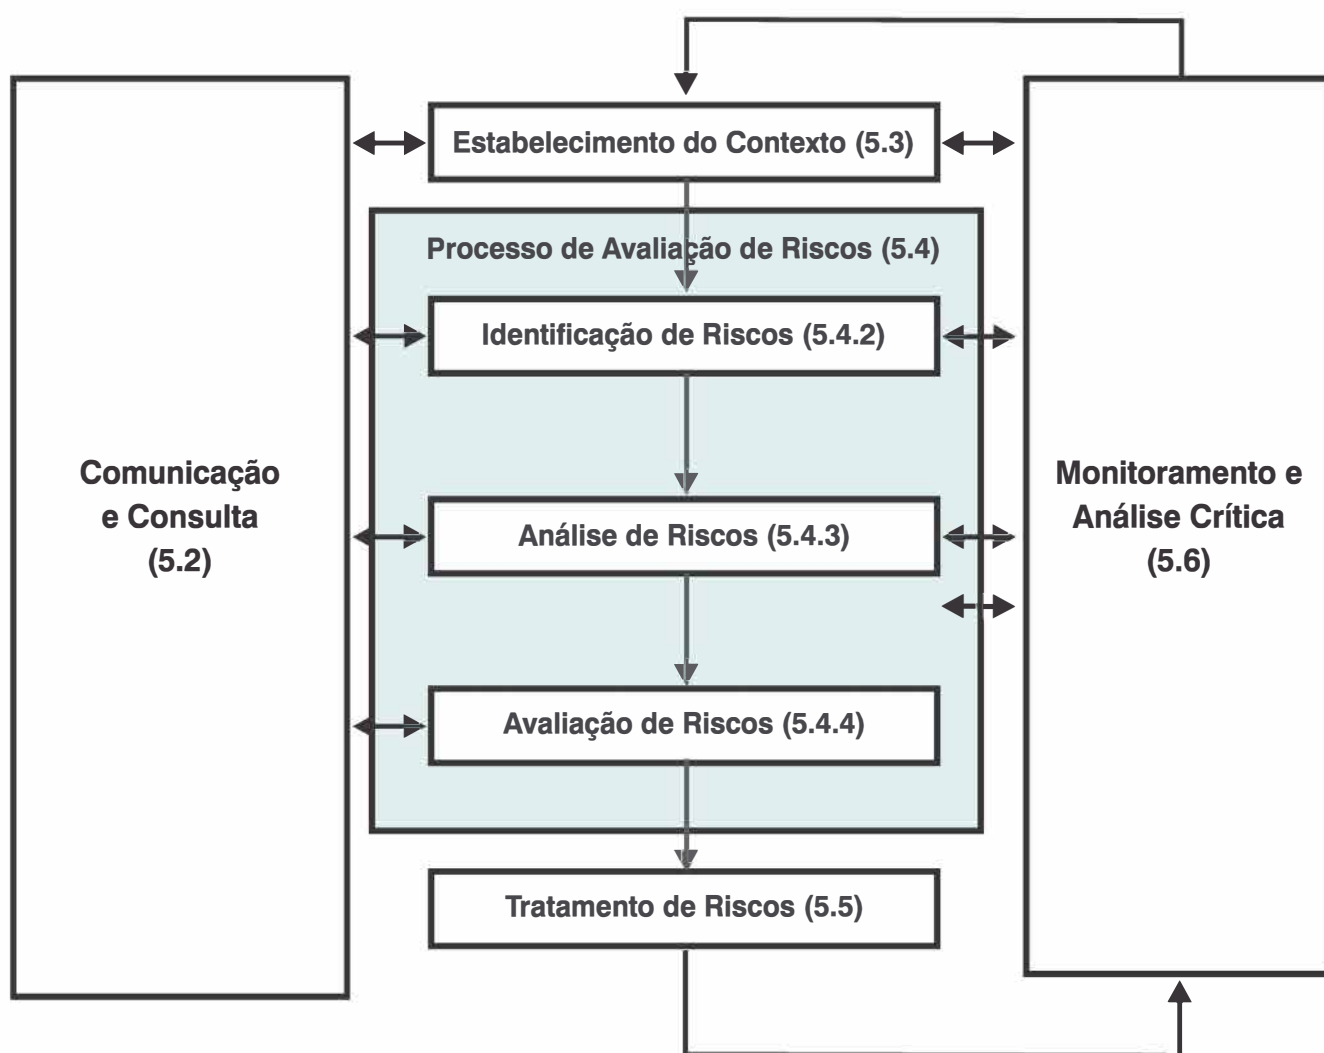 Estabelecimento do Contexto (5.3)
Processo de Avaliação de Riscos (5.4)
Identificação de Riscos (5.4.2)
Comunicação
e Consulta
(5.2)
Análise de Riscos (5.4.3)
Monitoramento e
Análise Crítica
(5.6)
Avaliação de Riscos (5.4.4)
Tratamento de Riscos (5.5)